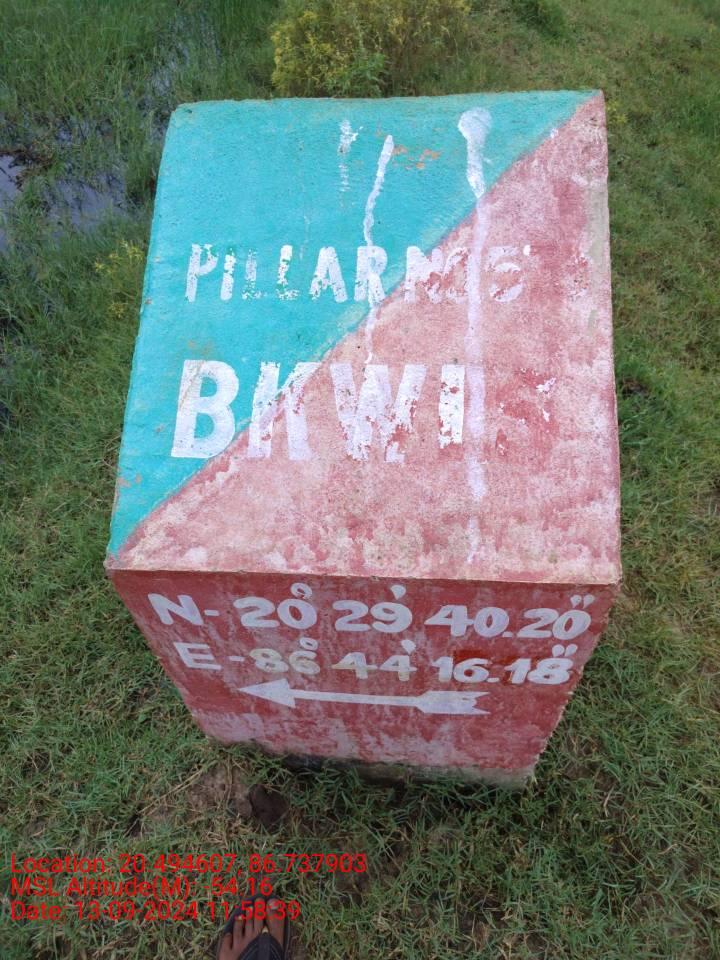 PILLAR No 5
BKWI
N- 20° 29' 40.20"
E - 86° 44' 16.18"
Location: 20.494607, 86.737903
MSL Altitude(M): -54.16
Date: 13-09-2024 11:58:39